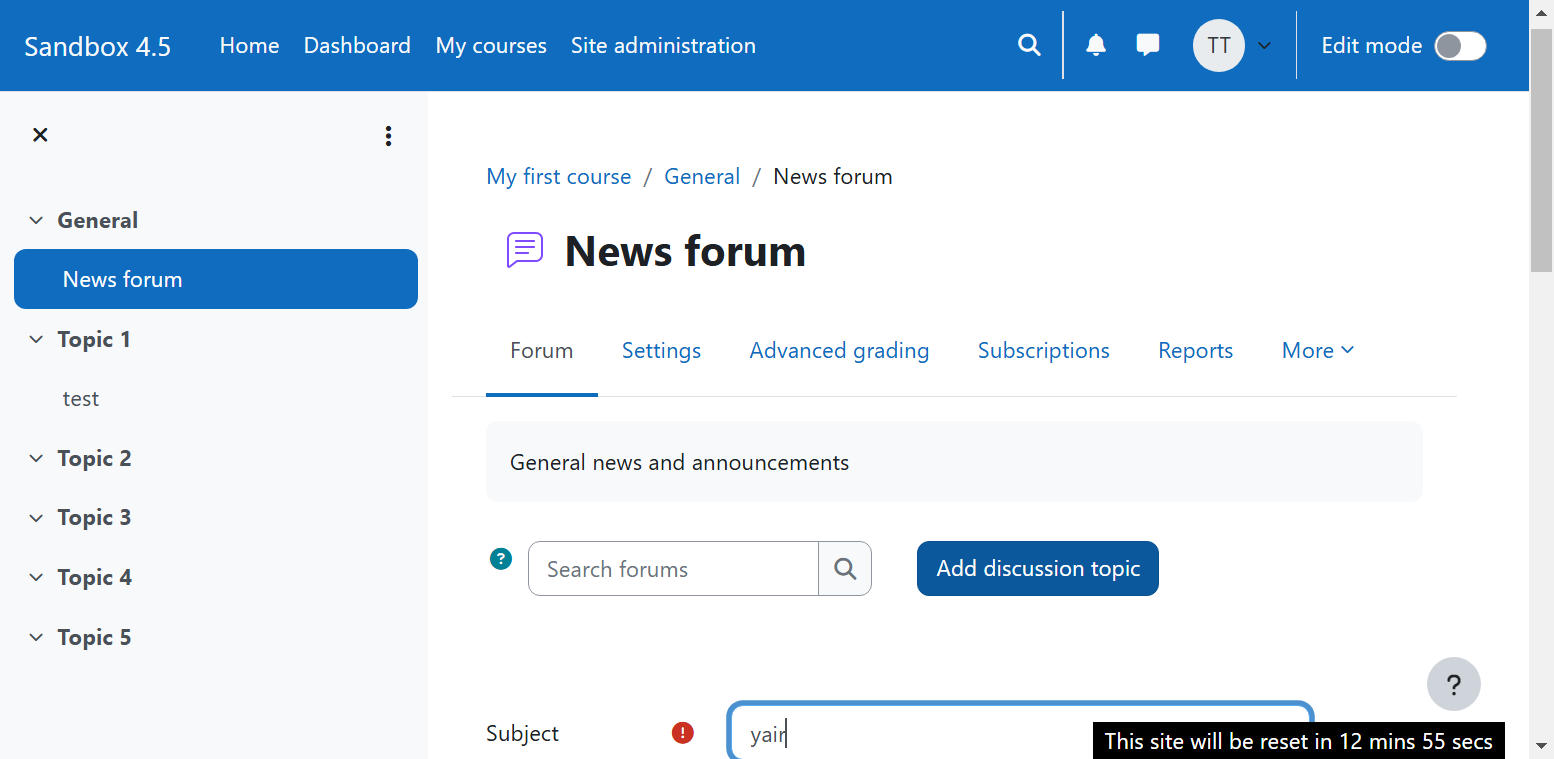 Sandbox 4.5 Home Dashboard My courses Site administration TT Edit mode
General
News forum
Topic 1
test
Topic 2
Topic 3
Topic 4
Topic 5
My first course / General / News forum
News forum
Forum Settings Advanced grading Subscriptions Reports More
General news and announcements
? Search forums Add discussion topic
?
Subject ! yair
This site will be reset in 12 mins 55 secs